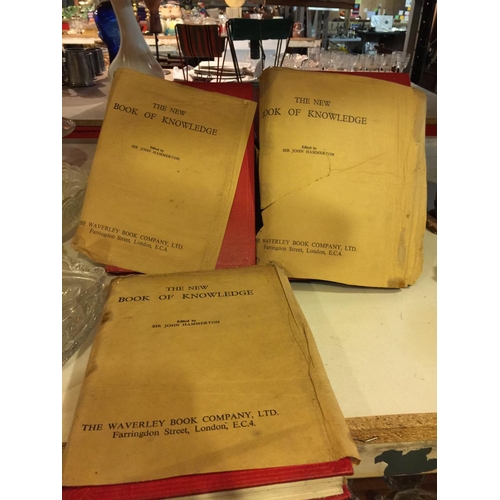 THE NEW
BOOK OF KNOWLEDGE
Edited by
SIR JOHN HAMMERTON
THE WAVERLEY BOOK COMPANY, LTD.
Farringdon Street, London, E.C.4.
THE NEW
OOK OF KNOWLEDGE
Edited by
SIR JOHN HAMMERTON
WAVERLEY BOOK COMPANY, LTD.
Farringdon Street, London, E.C.4.
THE NEW
BOOK OF KNOWLEDGE
Edited by
SIR JOHN HAMMERTON
THE WAVERLEY BOOK COMPANY, LTD.
Farringdon Street, London, E.C.4.